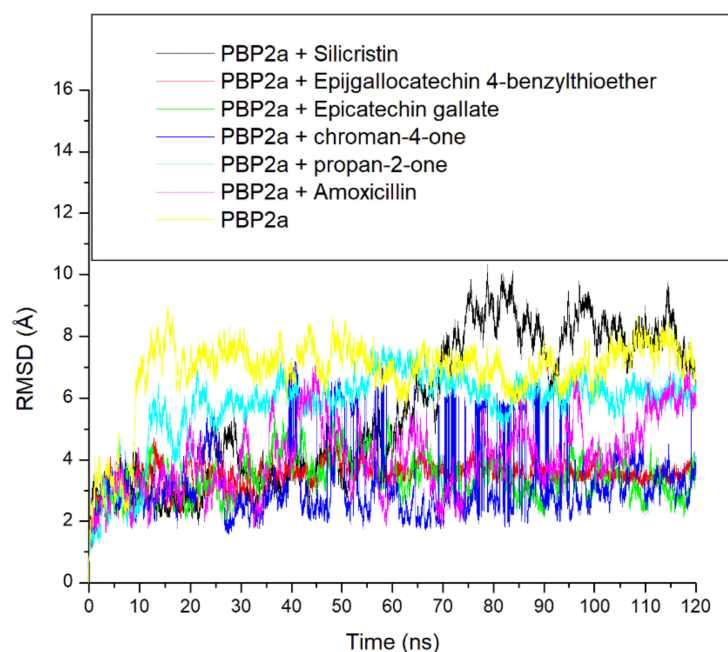 PBP2a + Silicristin
PBP2a + Epijgallocatechin 4-benzylthioether
PBP2a + Epicatechin gallate
PBP2a + chroman-4-one
PBP2a + propan-2-one
PBP2a + Amoxicillin
PBP2a
16
14
12
10
8
6
4
2
0
RMSD (Å)
0 10 20 30 40 50 60 70 80 90 100 110 120
Time (ns)